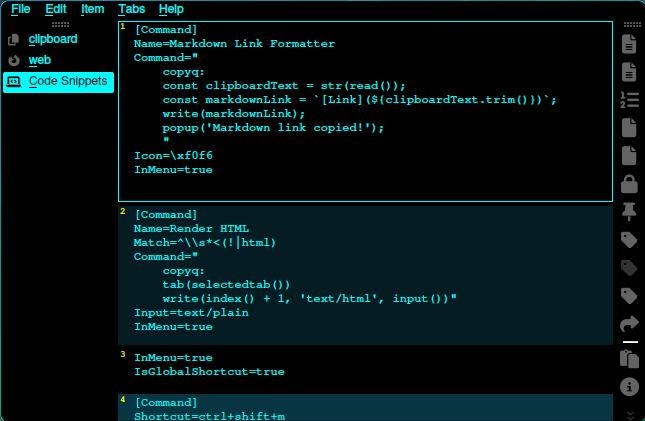 File Edit Item Tabs Help
clipboard
web
Code Snippets
1
[Command]
Name=Markdown Link Formatter
Command="
    copyq:
    const clipboardText = str(read());
    const markdownLink = `[Link](${clipboardText.trim()})`;
    write(markdownLink);
    popup('Markdown link copied!');
    "
Icon=\xf0f6
InMenu=true
2
[Command]
Name=Render HTML
Match=^\\s*<(!|html)
Command="
    copyq:
    tab(selectedtab())
    write(index() + 1, 'text/html', input())"
Input=text/plain
InMenu=true
3
InMenu=true
IsGlobalShortcut=true
4
[Command]
Shortcut=ctrl+shift+m